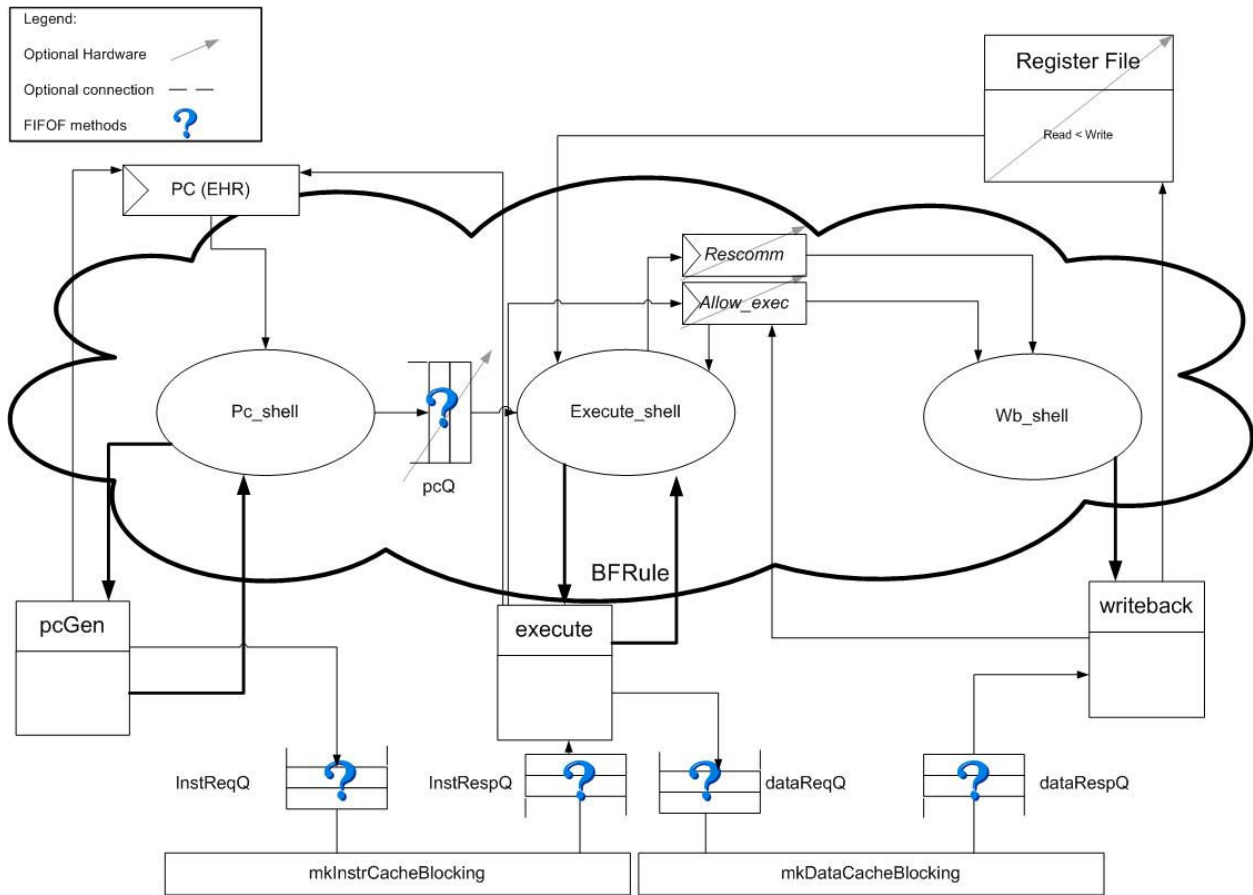 Legend:
Optional Hardware
Optional connection
FIFOF methods
?
Register File
Read < Write
PC (EHR)
Rescomm
Allow_exec
Pc_shell
?
Execute_shell
Wb_shell
pcQ
BFRule
pcGen
execute
writeback
InstReqQ
?
InstRespQ
?
?
dataReqQ
?
dataRespQ
mkInstrCacheBlocking
mkDataCacheBlocking